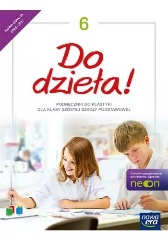 6
Do
dzieła!
PODRĘCZNIK DO PLASTYKI
DLA KLASY SZÓSTEJ SZKOŁY PODSTAWOWEJ
neon
nowa
era